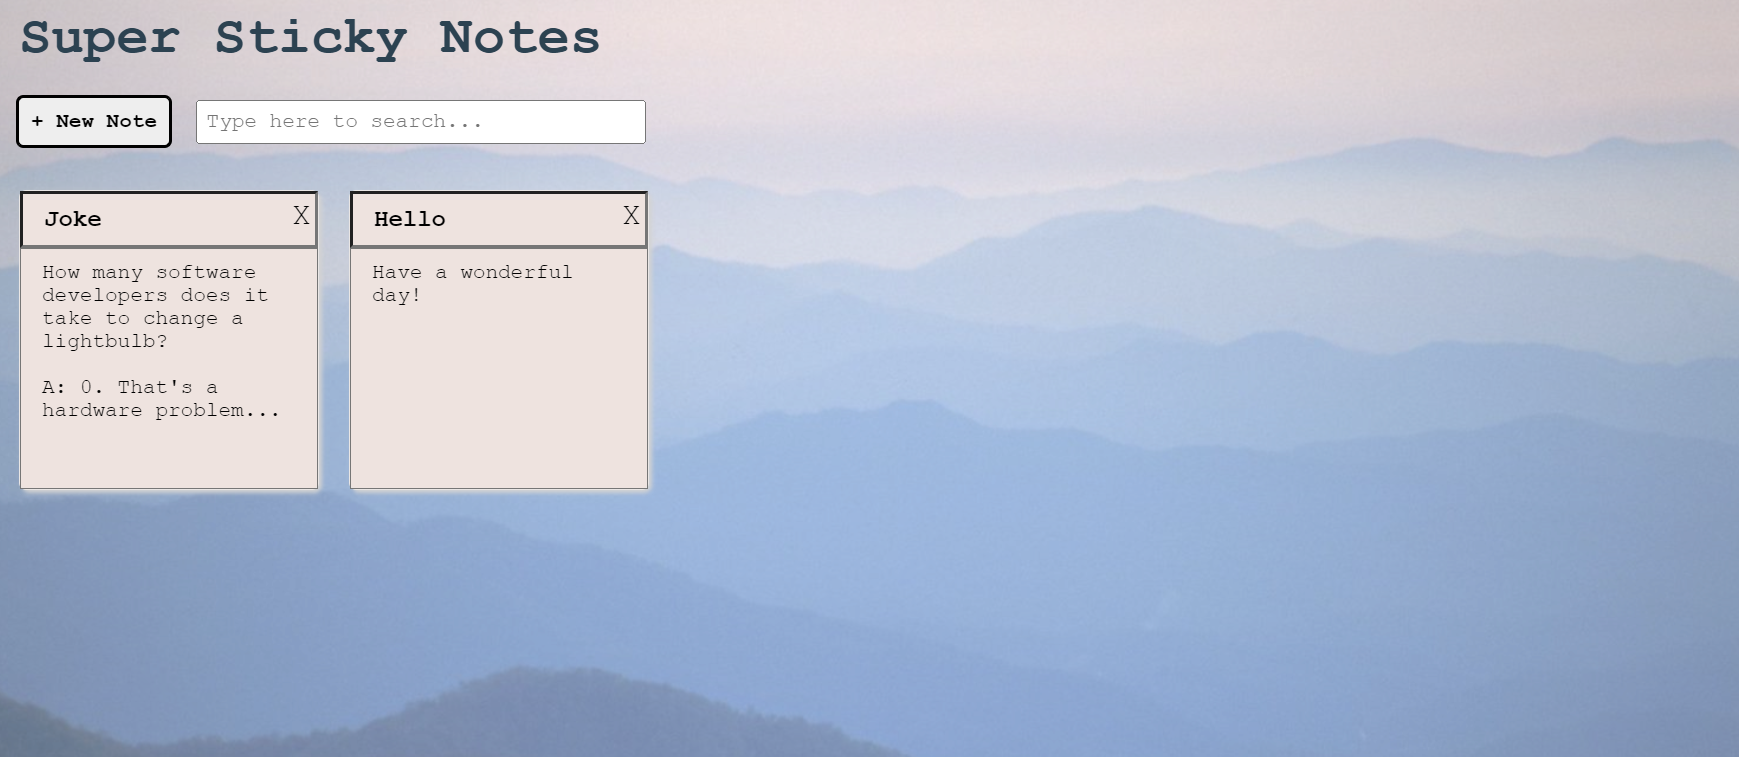 Super Sticky Notes
+ New Note
Type here to search...
Joke
X
How many software
developers does it
take to change a
lightbulb?
A: 0. That's a
hardware problem...
Hello
X
Have a wonderful
day!